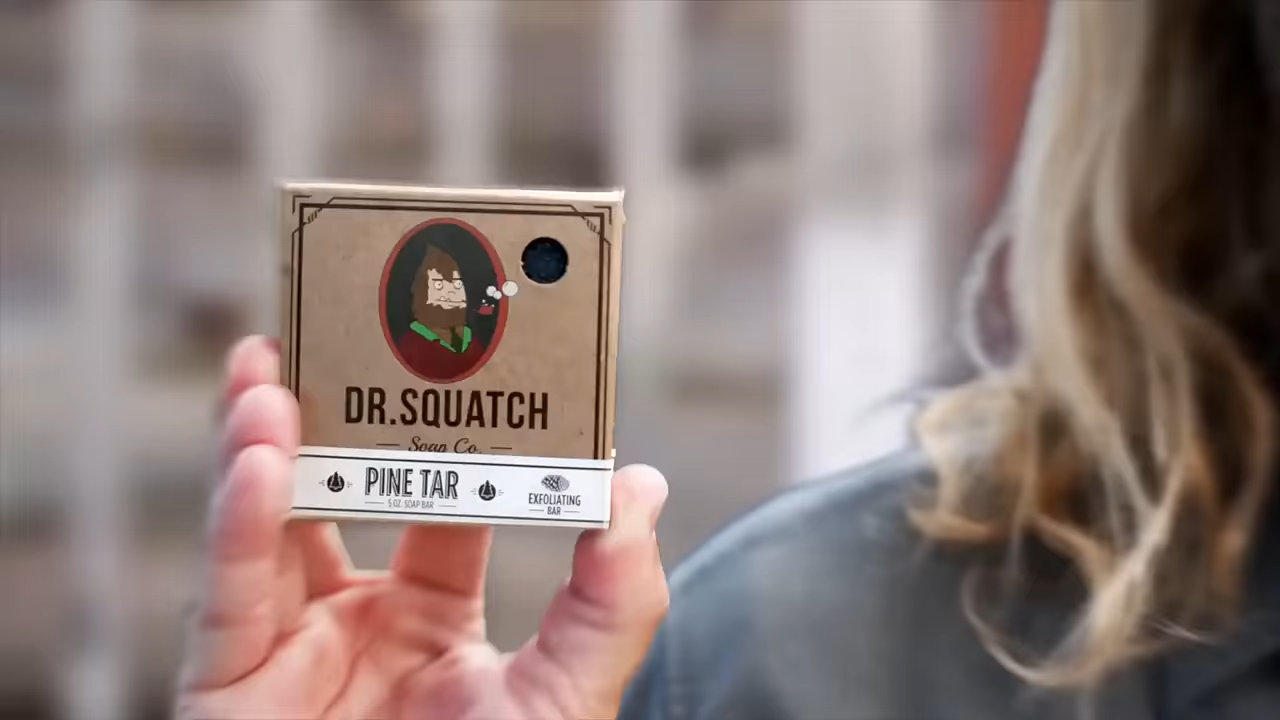 DR.SQUATCH
Soap Co.
PINE TAR
5 OZ. SOAP BAR
EXFOLIATING
BAR